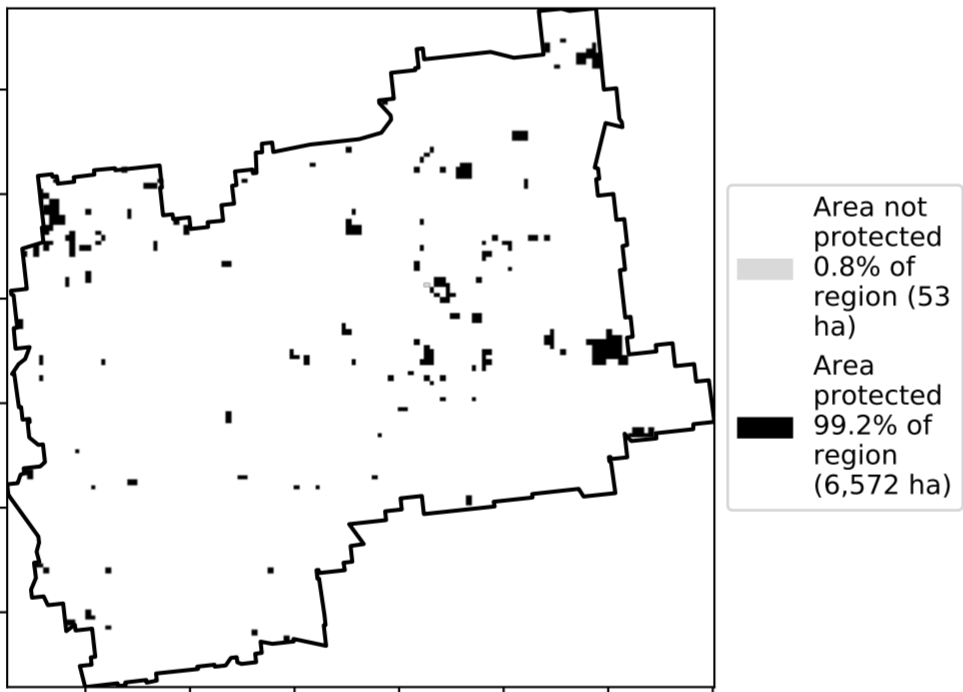 Area not
protected
0.8% of
region (53
ha)
Area
protected
99.2% of
region
(6,572 ha)